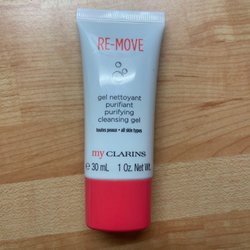 RE-MOVE
gel nettoyant
purifiant
purifying
cleansing gel
toutes peaux • all skin types
my CLARINS
℮ 30 mL 1 Oz. Net Wt.